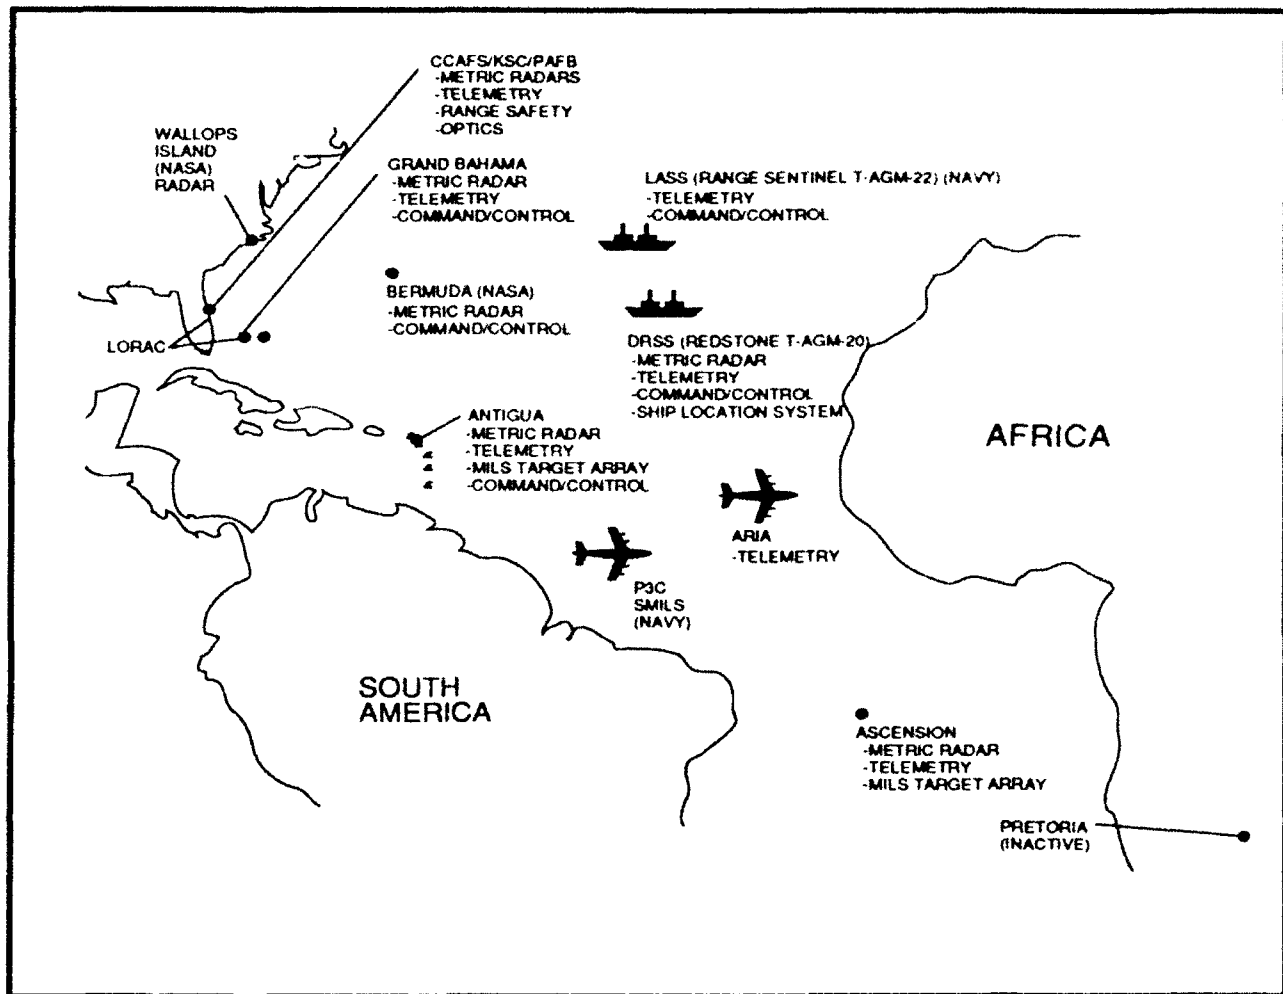 CCAFS/KSC/PAFB
-METRIC RADARS
-TELEMETRY
-RANGE SAFETY
-OPTICS
WALLOPS
ISLAND
(NASA)
RADAR
GRAND BAHAMA
-METRIC RADAR
-TELEMETRY
-COMMAND/CONTROL
LASS (RANGE SENTINEL T-AGM-22) (NAVY)
-TELEMETRY
-COMMAND/CONTROL
BERMUDA (NASA)
-METRIC RADAR
-COMMAND/CONTROL
LORAC
DRSS (REDSTONE T-AGM-20)
-METRIC RADAR
-TELEMETRY
-COMMAND/CONTROL
-SHIP LOCATION SYSTEM
ANTIGUA
-METRIC RADAR
-TELEMETRY
-MILS TARGET ARRAY
-COMMAND/CONTROL
AFRICA
ARIA
-TELEMETRY
P3C
SMILS
(NAVY)
SOUTH
AMERICA
ASCENSION
-METRIC RADAR
-TELEMETRY
-MILS TARGET ARRAY
PRETORIA
(INACTIVE)